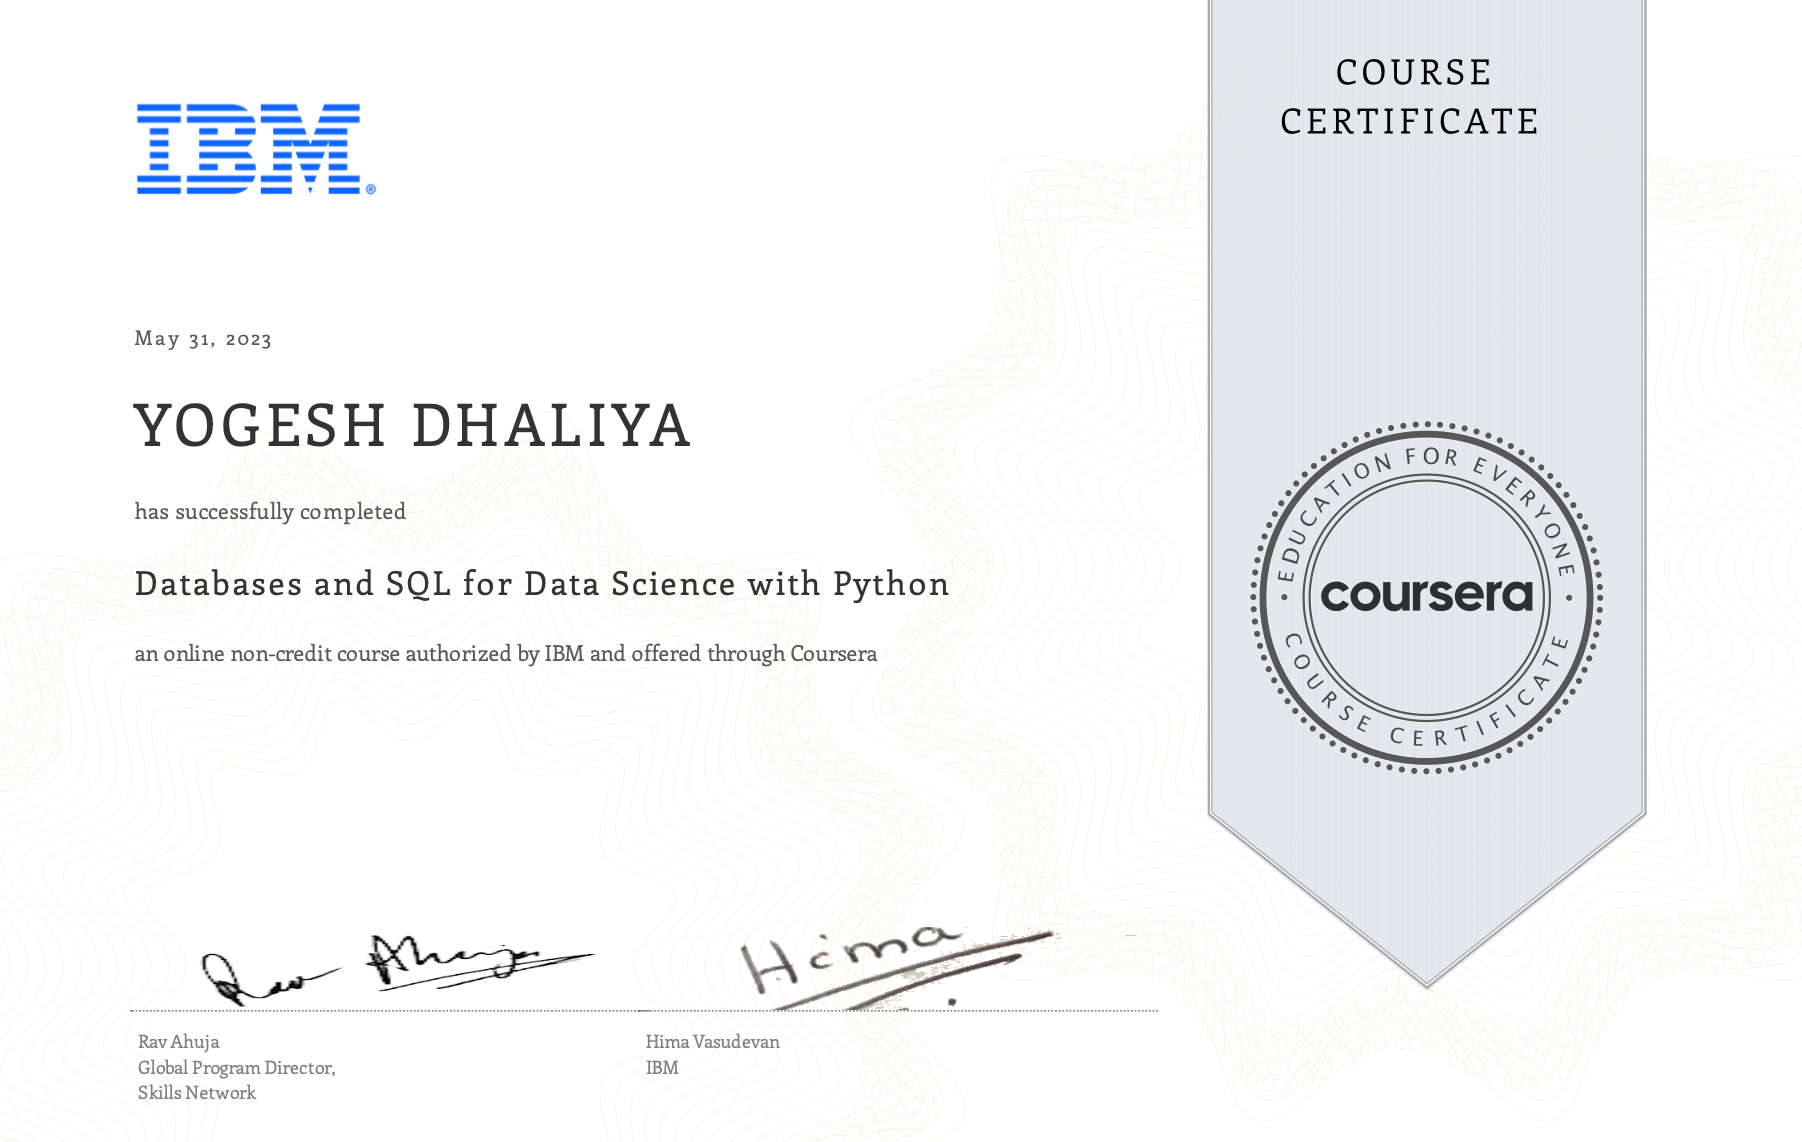 IBM®
COURSE
CERTIFICATE
May 31, 2023
YOGESH DHALIYA
has successfully completed
Databases and SQL for Data Science with Python
an online non-credit course authorized by IBM and offered through Coursera
EDUCATION FOR EVERYONE
coursera
COURSE CERTIFICATE
Rav Ahuja
Hima
Rav Ahuja
Global Program Director,
Skills Network
Hima Vasudevan
IBM